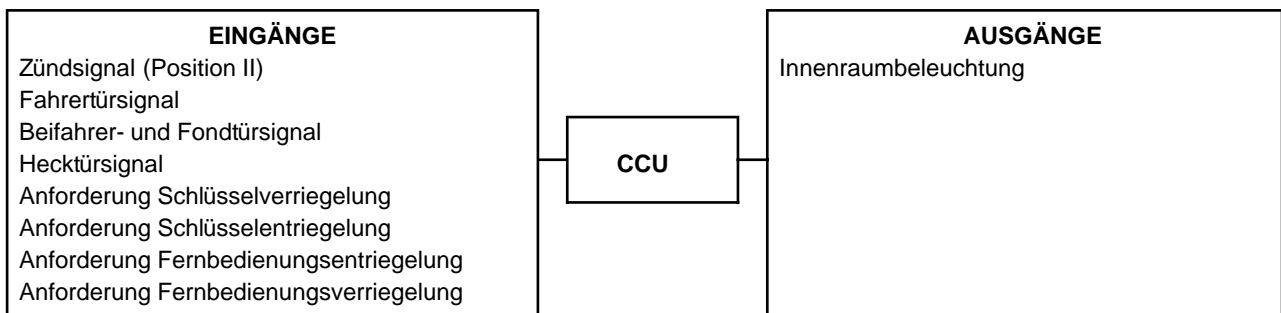 EINGÄNGE
Zündsignal (Position II)
Fahrertürsignal
Beifahrer- und Fondtürsignal
Hecktürsignal
Anforderung Schlüsselverriegelung
Anforderung Schlüsselentriegelung
Anforderung Fernbedienungsentriegelung
Anforderung Fernbedienungsverriegelung
CCU
AUSGÄNGE
Innenraumbeleuchtung